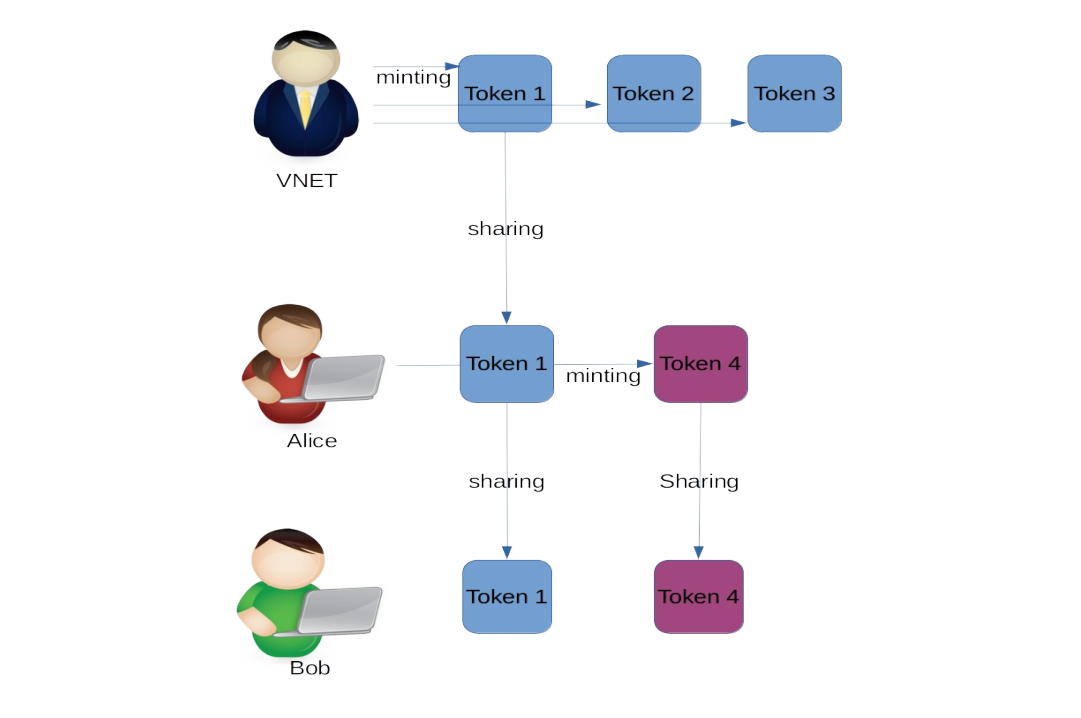 minting
Token 1
Token 2
Token 3
VNET
sharing
Token 1
minting
Token 4
Alice
sharing
Sharing
Token 1
Token 4
Bob